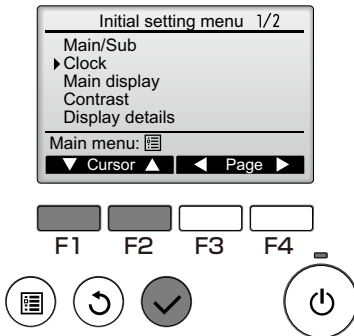 Initial setting menu 1/2
Main/Sub
Clock
Main display
Contrast
Display details
Main menu:
Cursor Page
F1 F2 F3 F4